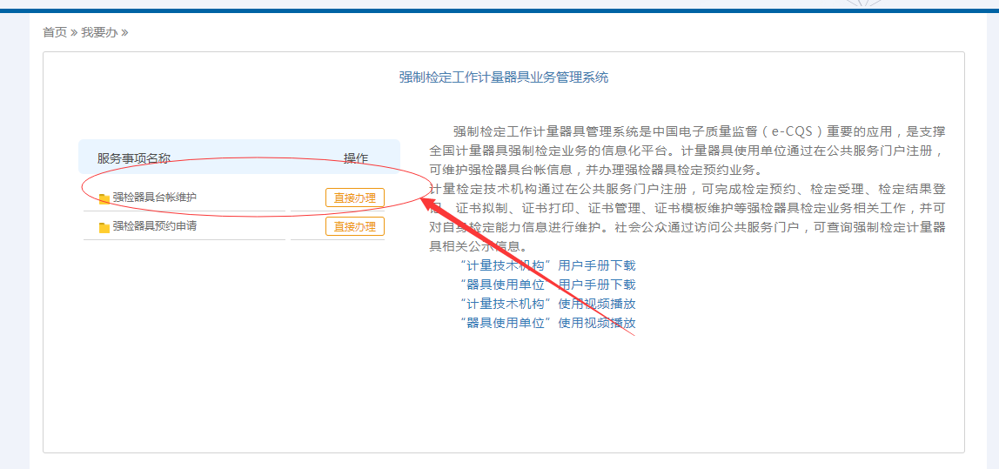 首页 » 我要办 »
强制检定工作计量器具业务管理系统
服务事项名称 操作
强检器具台帐维护 直接办理
强检器具预约申请 直接办理
强制检定工作计量器具管理系统是中国电子质量监督（e-CQS）重要的应用，是支撑
全国计量器具强制检定业务的信息化平台。计量器具使用单位通过在公共服务门户注册，
可维护强检器具台帐信息，并办理强检器具检定预约业务。
计量检定技术机构通过在公共服务门户注册，可完成检定预约、检定受理、检定结果登
记、证书拟制、证书打印、证书管理、证书模板维护等强检器具检定业务相关工作，并可
对自身检定能力信息进行维护。社会公众通过访问公共服务门户，可查询强制检定计量器
具相关公示信息。
“计量技术机构”用户手册下载
“器具使用单位”用户手册下载
“计量技术机构”使用视频播放
“器具使用单位”使用视频播放